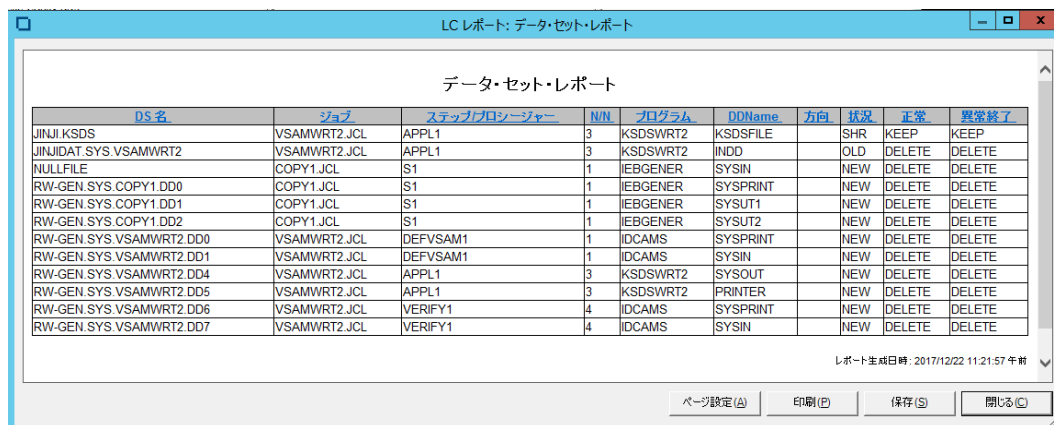 LC レポート: データ・セット・レポート
データ・セット・レポート
DS 名 ジョブ ステップ/プロシージャー N/N プログラム DDName 方向 状況 正常 異常終了
JINJI.KSDS VSAMWRT2.JCL APPL1 3 KSDSWRT2 KSDSFILE SHR KEEP KEEP
JINJIDAT.SYS.VSAMWRT2 VSAMWRT2.JCL APPL1 3 KSDSWRT2 INDD OLD DELETE DELETE
NULLFILE COPY1.JCL S1 1 IEBGENER SYSIN NEW DELETE DELETE
RW-GEN.SYS.COPY1.DD0 COPY1.JCL S1 1 IEBGENER SYSPRINT NEW DELETE DELETE
RW-GEN.SYS.COPY1.DD1 COPY1.JCL S1 1 IEBGENER SYSUT1 NEW DELETE DELETE
RW-GEN.SYS.COPY1.DD2 COPY1.JCL S1 1 IEBGENER SYSUT2 NEW DELETE DELETE
RW-GEN.SYS.VSAMWRT2.DD0 VSAMWRT2.JCL DEFVSAM1 1 IDCAMS SYSPRINT NEW DELETE DELETE
RW-GEN.SYS.VSAMWRT2.DD1 VSAMWRT2.JCL DEFVSAM1 1 IDCAMS SYSIN NEW DELETE DELETE
RW-GEN.SYS.VSAMWRT2.DD4 VSAMWRT2.JCL APPL1 3 KSDSWRT2 SYSOUT NEW DELETE DELETE
RW-GEN.SYS.VSAMWRT2.DD5 VSAMWRT2.JCL APPL1 3 KSDSWRT2 PRINTER NEW DELETE DELETE
RW-GEN.SYS.VSAMWRT2.DD6 VSAMWRT2.JCL VERIFY1 4 IDCAMS SYSPRINT NEW DELETE DELETE
RW-GEN.SYS.VSAMWRT2.DD7 VSAMWRT2.JCL VERIFY1 4 IDCAMS SYSIN NEW DELETE DELETE
レポート生成日時: 2017/12/22 11:21:57 午前
ページ設定(A) 印刷(P) 保存(S) 閉じる(C)